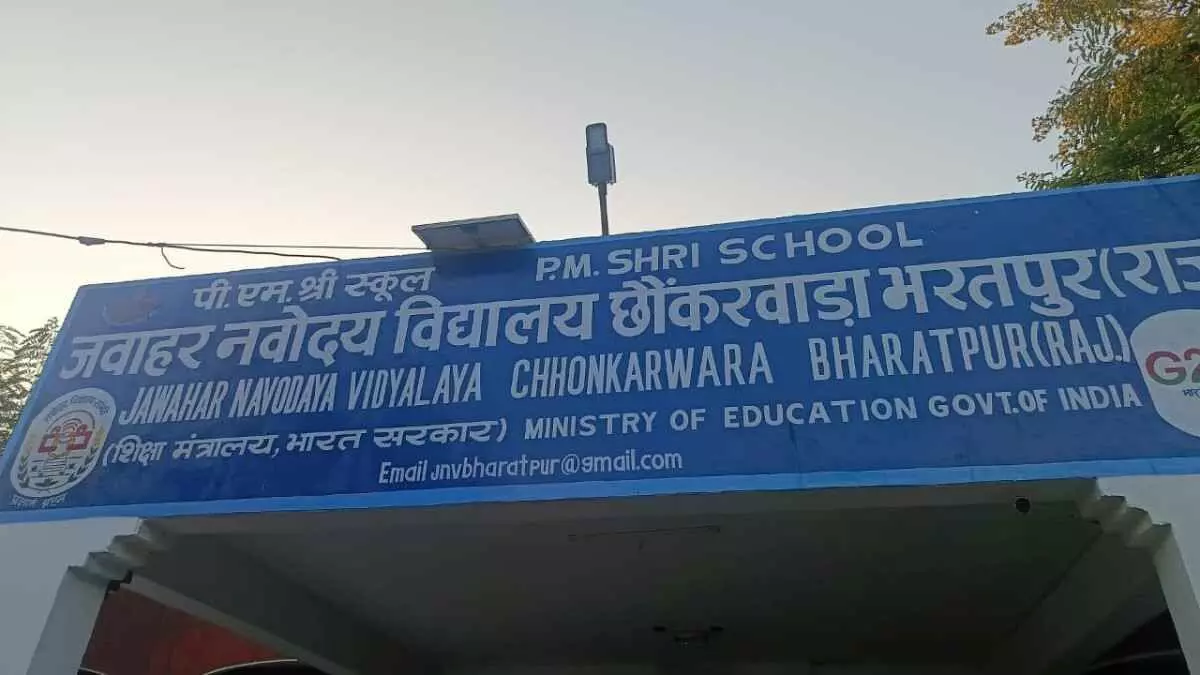 पी.एम.श्री स्कूल P.M. SHRI SCHOOL
जवाहर नवोदय विद्यालय छौंकरवाड़ा भरतपुर(राज
JAWAHAR NAVODAYA VIDYALAYA CHHONKARWARA BHARATPUR(RAJ.)
(शिक्षा मंत्रालय, भारत सरकार) MINISTRY OF EDUCATION GOVT.OF INDIA
Email jnvbharatpur@gmail.com
G2